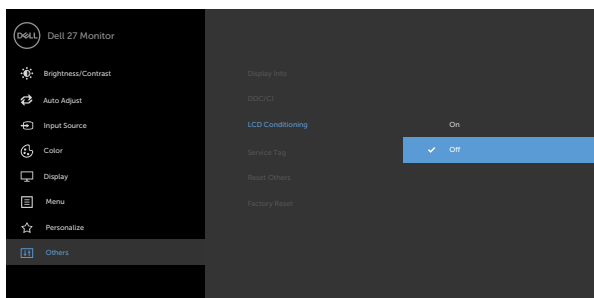 DELL Dell 27 Monitor
Brightness/Contrast
Auto Adjust
Input Source
Color
Display
Menu
Personalize
Others
Display Info
DDC/CI
LCD Conditioning
Service Tag
Reset Others
Factory Reset
On
Off